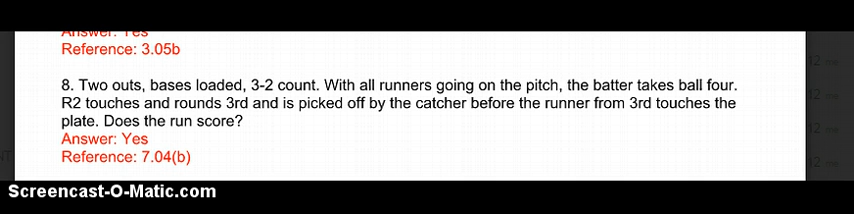 Answer: Yes
Reference: 3.05b
8. Two outs, bases loaded, 3-2 count. With all runners going on the pitch, the batter takes ball four.
R2 touches and rounds 3rd and is picked off by the catcher before the runner from 3rd touches the
plate. Does the run score?
Answer: Yes
Reference: 7.04(b)
Screencast-O-Matic.com